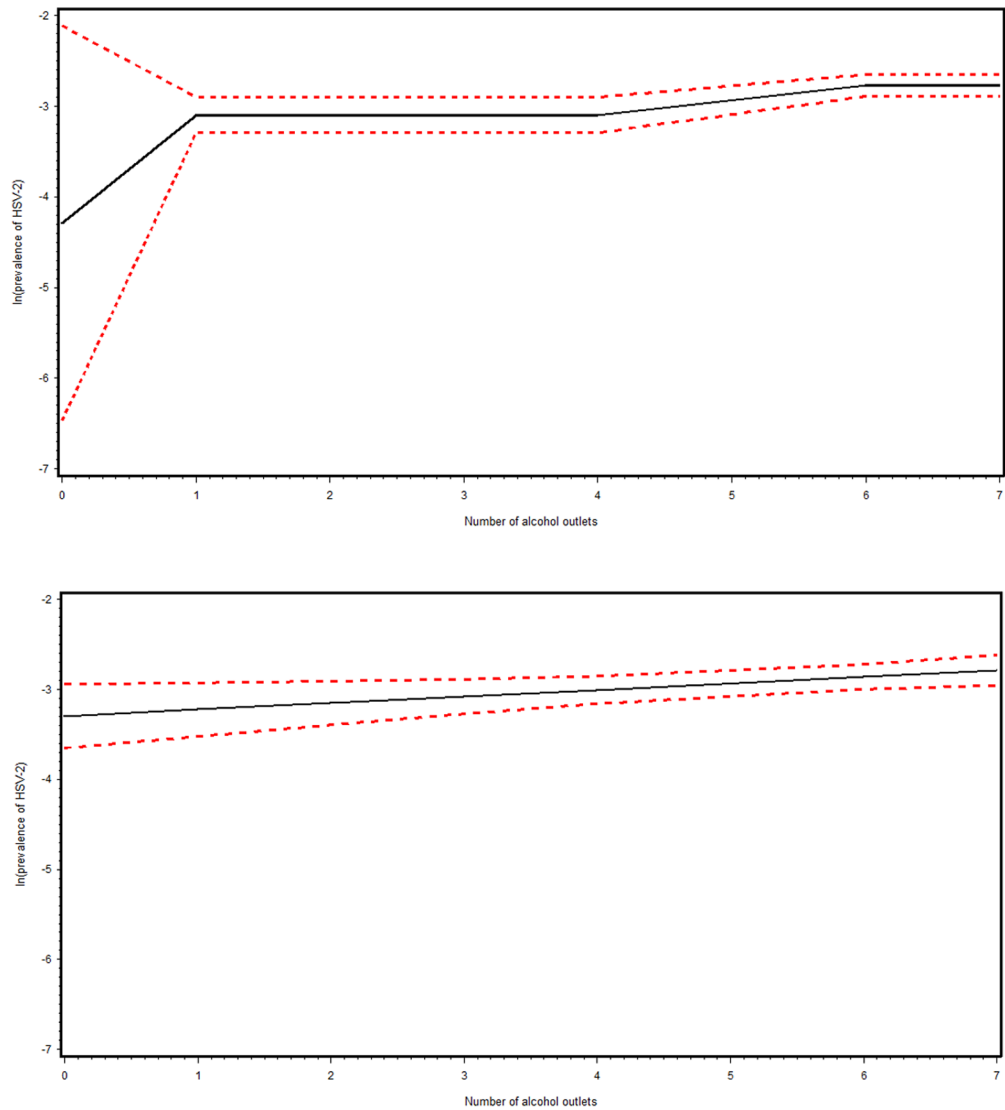 -2
-3
-4
-5
-6
-7
ln(prevalence of HSV-2)
0 1 2 3 4 5 6 7
Number of alcohol outlets
-2
-3
-4
-5
-6
-7
ln(prevalence of HSV-2)
0 1 2 3 4 5 6 7
Number of alcohol outlets